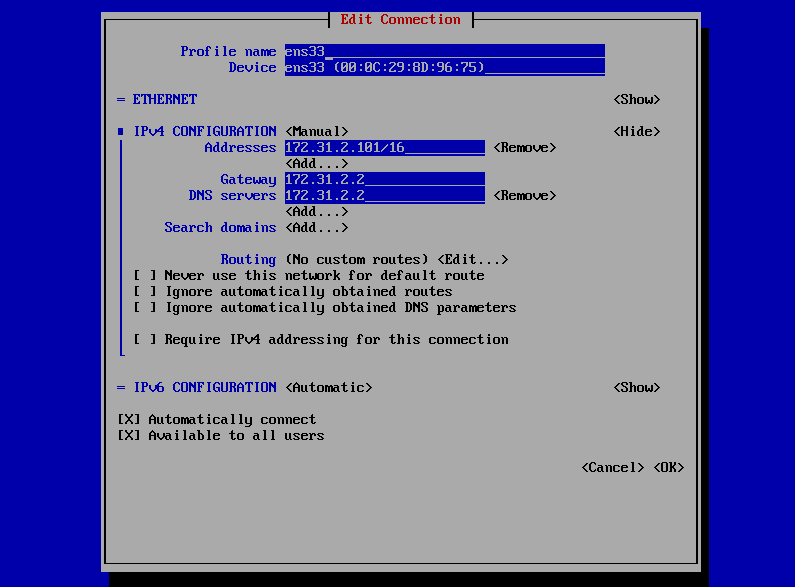 Edit Connection
Profile name ens33
Device ens33 (00:0C:29:8D:96:75)
= ETHERNET <Show>
IPv4 CONFIGURATION <Manual> <Hide>
Addresses 172.31.2.101/16 <Remove>
<Add...>
Gateway 172.31.2.2
DNS servers 172.31.2.2 <Remove>
<Add...>
Search domains <Add...>
Routing (No custom routes) <Edit...>
[ ] Never use this network for default route
[ ] Ignore automatically obtained routes
[ ] Ignore automatically obtained DNS parameters
[ ] Require IPv4 addressing for this connection
= IPv6 CONFIGURATION <Automatic> <Show>
[X] Automatically connect
[X] Available to all users
<Cancel> <OK>